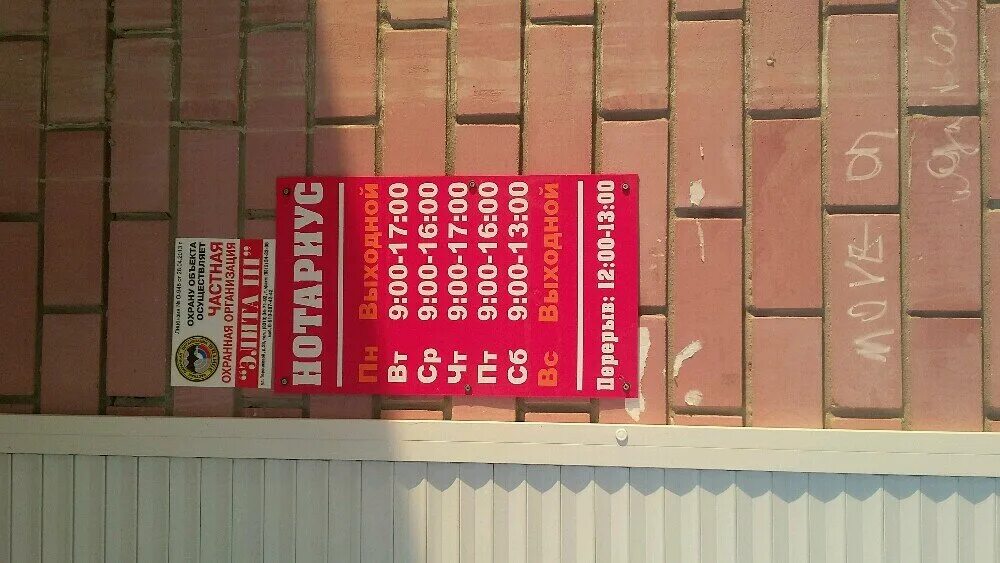 ОХРАНУ ОБЪЕКТА
ОСУЩЕСТВЛЯЕТ
ЧАСТНАЯ
ОХРАННАЯ ОРГАНИЗАЦИЯ
НОТАРИУС
Пн Выходной
Вт 9:00-17:00
Ср 9:00-16:00
Чт 9:00-17:00
Пт 9:00-16:00
Сб 9:00-13:00
Вс Выходной
Перерыв: 12:00-13:00
MOVE ON